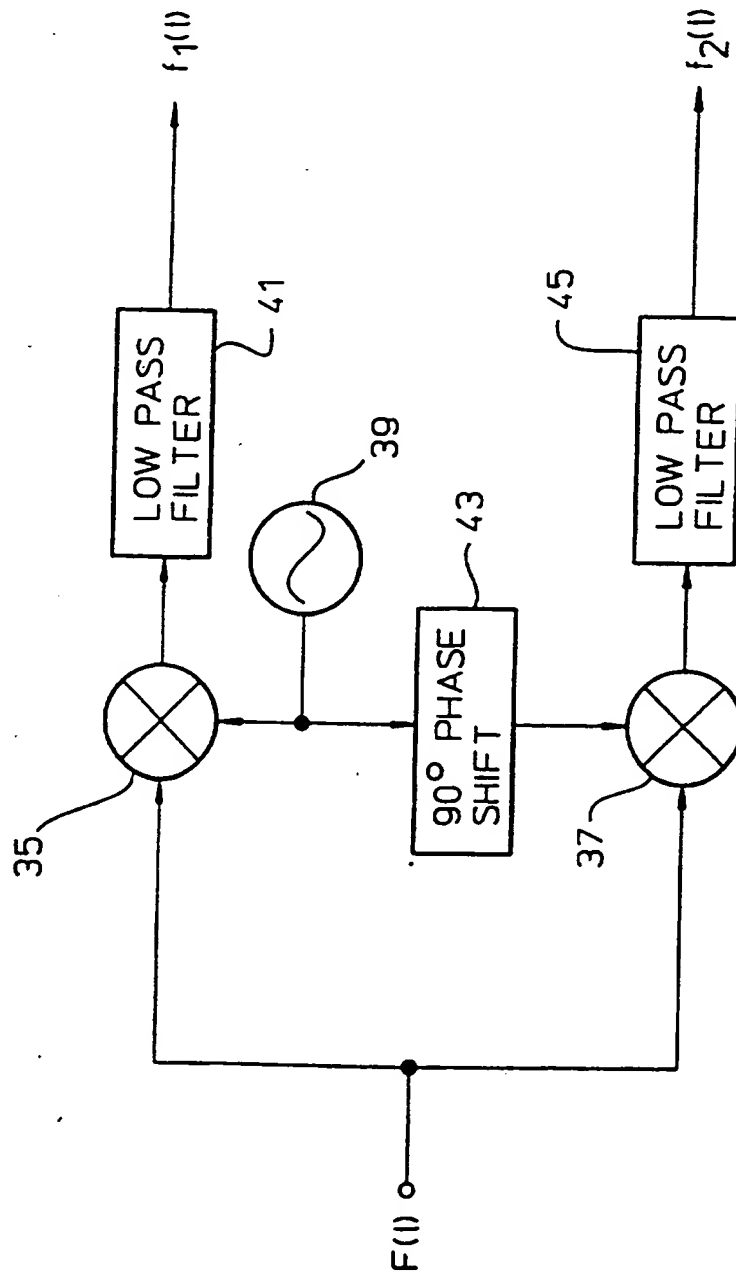 35
LOW PASS
FILTER
41
f1(l)
39
F(l)
90° PHASE
SHIFT
43
37
LOW PASS
FILTER
45
f2(l)